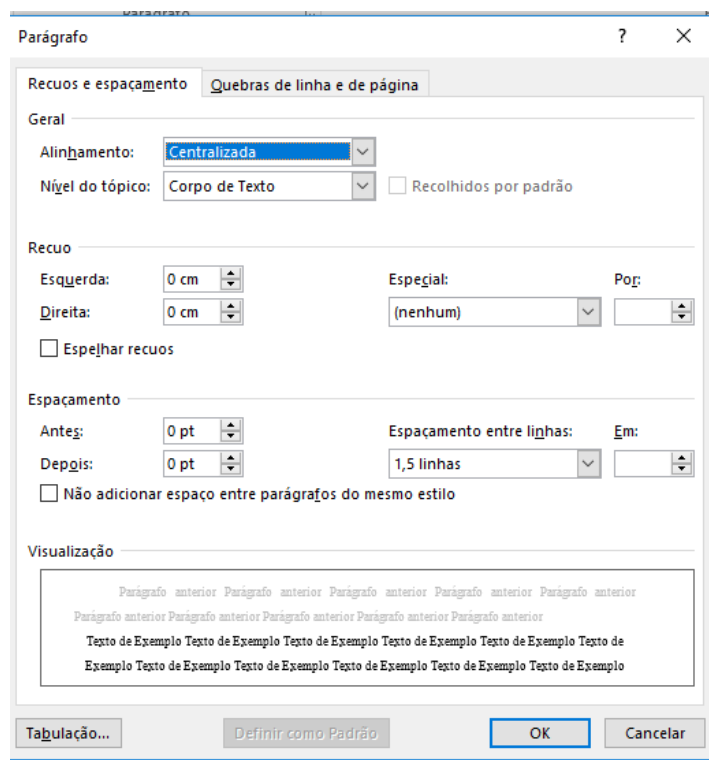 Parágrafo
Parágrafo ? ×
Recuos e espaçamento Quebras de linha e de página
Geral
Alinhamento: Centralizada
Nível do tópico: Corpo de Texto Recolhidos por padrão
Recuo
Esquerda: 0 cm Especial: Por:
Direita: 0 cm (nenhum)
Espelhar recuos
Espaçamento
Antes: 0 pt Espaçamento entre linhas: Em:
Depois: 0 pt 1,5 linhas
Não adicionar espaço entre parágrafos do mesmo estilo
Visualização
Parágrafo anterior Parágrafo anterior Parágrafo anterior Parágrafo anterior Parágrafo anterior
Parágrafo anterior Parágrafo anterior Parágrafo anterior Parágrafo anterior Parágrafo anterior
Texto de Exemplo Texto de Exemplo Texto de Exemplo Texto de Exemplo Texto de Exemplo Texto de
Exemplo Texto de Exemplo Texto de Exemplo Texto de Exemplo Texto de Exemplo Texto de Exemplo
Tabulação... Definir como Padrão OK Cancelar